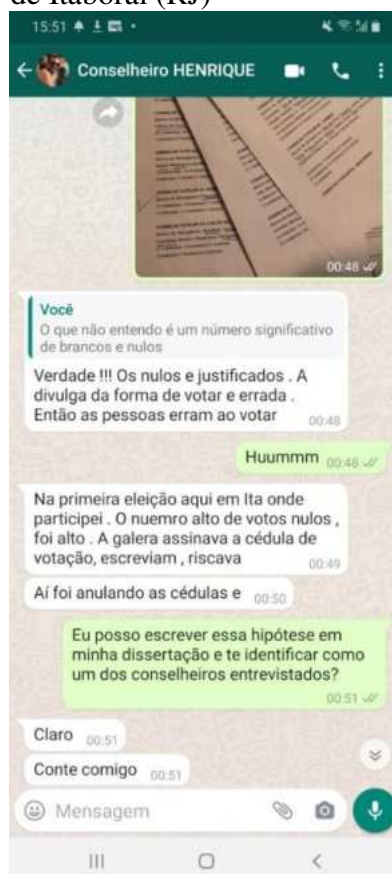 de Itaboraí (RJ)
15:51
Conselheiro HENRIQUE
00:48
Você
O que não entendo é um número significativo
de brancos e nulos
Verdade !!! Os nulos e justificados . A
divulga da forma de votar e errada .
Então as pessoas erram ao votar
00:48
Huummm 00:48
Na primeira eleição aqui em Ita onde
participei . O nuemro alto de votos nulos ,
foi alto . A galera assinava a cédula de
votação, escreviam , riscava
00:49
Aí foi anulando as cédulas e 00:50
Eu posso escrever essa hipótese em
minha dissertação e te identificar como
um dos conselheiros entrevistados?
00:51
Claro 00:51
Conte comigo 00:51
Mensagem